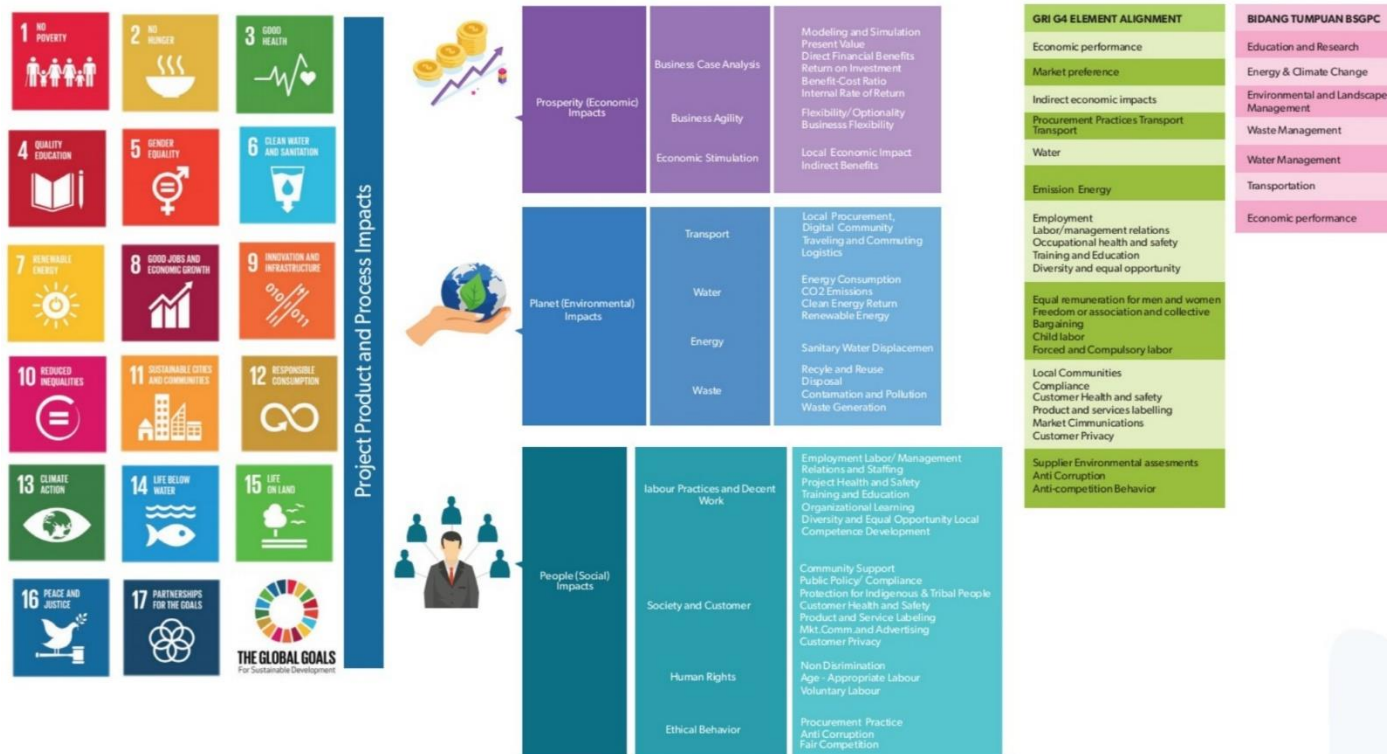 1 NO
POVERTY
2 NO
HUNGER
3 GOOD
HEALTH
4 QUALITY
EDUCATION
5 GENDER
EQUALITY
6 CLEAN WATER
AND SANITATION
7 RENEWABLE
ENERGY
8 GOOD JOBS AND
ECONOMIC GROWTH
9 INNOVATION AND
INFRASTRUCTURE
10 REDUCED
INEQUALITIES
11 SUSTAINABLE CITIES
AND COMMUNITIES
12 RESPONSIBLE
CONSUMPTION
13 CLIMATE
ACTION
14 LIFE BELOW
WATER
15 LIFE
ON LAND
16 PEACE AND
JUSTICE
17 PARTNERSHIPS
FOR THE GOALS
THE GLOBAL GOALS
For Sustainable Development
Project Product and Process Impacts
Prosperity (Economic)
Impacts
Business Case Analysis
Modeling and Simulation
Present Value
Direct Financial Benefits
Return on Investment
Benefit-Cost Ratio
Internal Rate of Return
Business Agility
Flexibility/Optionality
Businesss Flexibility
Economic Stimulation
Local Economic Impact
Indirect Benefits
Planet (Environmental)
Impacts
Transport
Local Procurement,
Digital Community
Traveling and Commuting
Logistics
Water
Energy Consumption
CO2 Emissions
Clean Energy Return
Renewable Energy
Energy
Sanitary Water Displacemen
Waste
Recyle and Reuse
Disposal
Contamation and Pollution
Waste Generation
People (Social)
Impacts
labour Practices and Decent
Work
Employment Labor/ Management
Relations and Staffing
Project Health and Safety
Training and Education
Organizational Learning
Diversity and Equal Opportunity Local
Competence Development
Society and Customer
Community Support
Public Policy/ Compliance
Protection for Indigenous & Tribal People
Customer Health and Safety
Product and Service Labeling
Mkt.Comm.and Advertising
Customer Privacy
Human Rights
Non Disrimination
Age - Appropriate Labour
Voluntary Labour
Ethical Behavior
Procurement Practice
Anti Corruption
Fair Competition
GRI G4 ELEMENT ALIGNMENT
Economic performance
Market preference
Indirect economic impacts
Procurement Practices Transport
Transport
Water
Emission Energy
Employment
Labor/management relations
Occupational health and safety
Training and Education
Diversity and equal opportunity
Equal remuneration for men and women
Freedom or association and collective
Bargaining
Child labor
Forced and Compulsory labor
Local Communities
Compliance
Customer Health and safety
Product and services labelling
Market Cimmunications
Customer Privacy
Supplier Environmental assesments
Anti Corruption
Anti-competition Behavior
BIDANG TUMPUAN BSGPC
Education and Research
Energy & Climate Change
Environmental and Landscape
Management
Waste Management
Water Management
Transportation
Economic performance